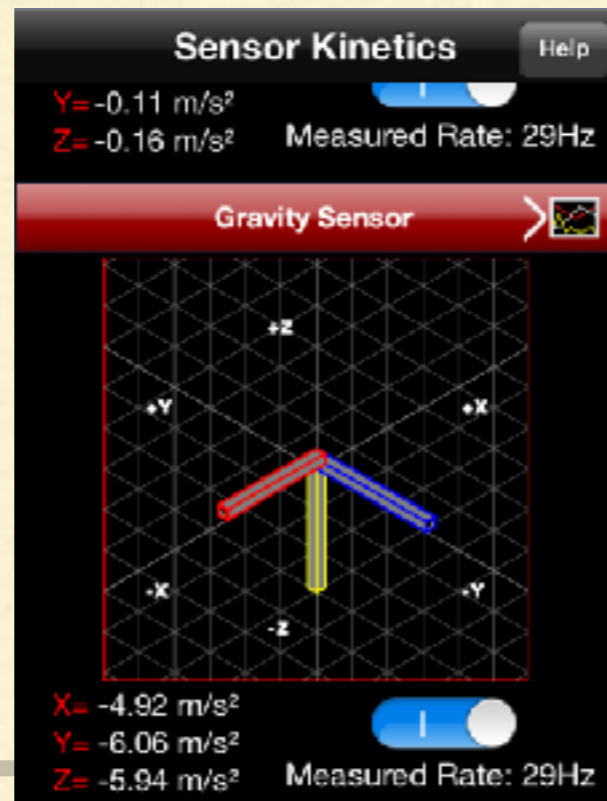 Sensor Kinetics Help
Y= -0.11 m/s²
Z= -0.16 m/s² Measured Rate: 29Hz
Gravity Sensor
+Z
+Y +X
-X -Y
-Z
X= -4.92 m/s²
Y= -6.06 m/s²
Z= -5.94 m/s² Measured Rate: 29Hz